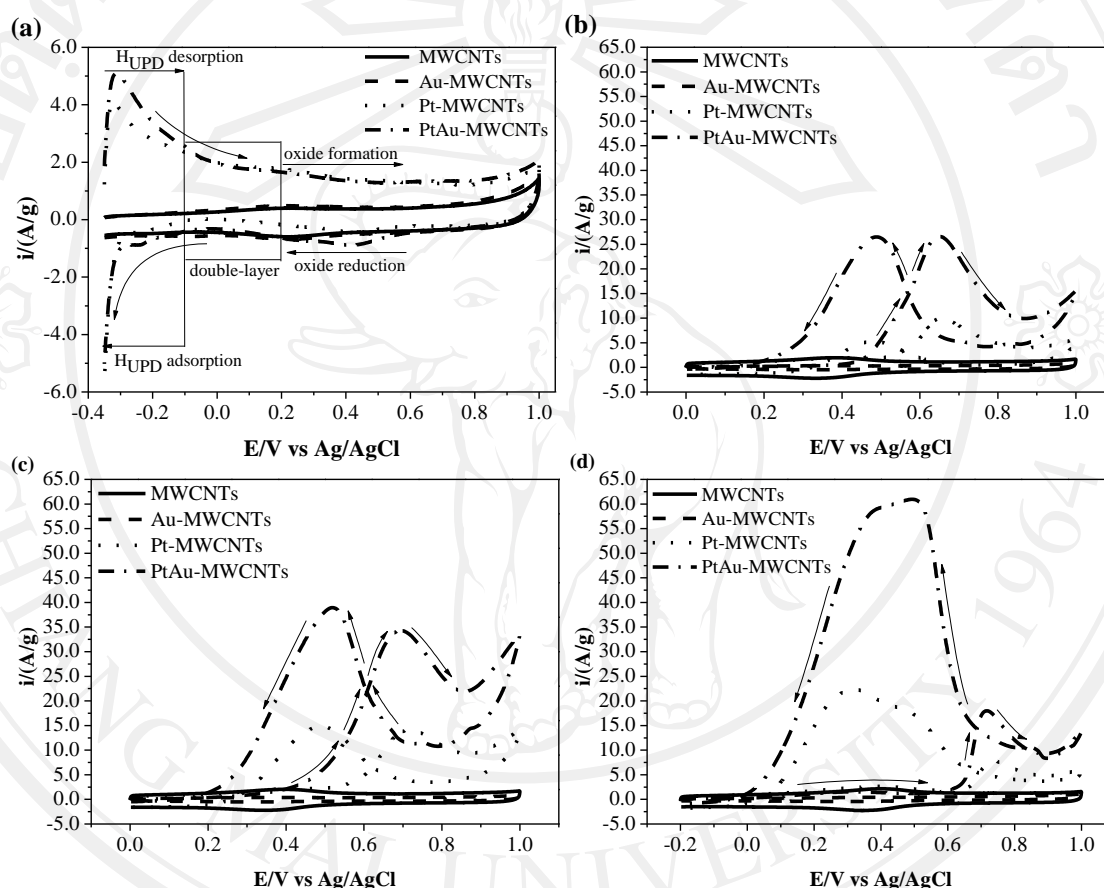 (a)
6.0
4.0
2.0
0.0
-2.0
-4.0
-6.0
i/(A/g)
H_UPD desorption
MWCNTs
Au-MWCNTs
Pt-MWCNTs
PtAu-MWCNTs
oxide formation
double-layer
oxide reduction
H_UPD adsorption
-0.4 -0.2 0.0 0.2 0.4 0.6 0.8 1.0
E/V vs Ag/AgCl
(b)
65.0
60.0
55.0
50.0
45.0
40.0
35.0
30.0
25.0
20.0
15.0
10.0
5.0
0.0
-5.0
i/(A/g)
MWCNTs
Au-MWCNTs
Pt-MWCNTs
PtAu-MWCNTs
0.0 0.2 0.4 0.6 0.8 1.0
E/V vs Ag/AgCl
(c)
65.0
60.0
55.0
50.0
45.0
40.0
35.0
30.0
25.0
20.0
15.0
10.0
5.0
0.0
-5.0
i/(A/g)
MWCNTs
Au-MWCNTs
Pt-MWCNTs
PtAu-MWCNTs
0.0 0.2 0.4 0.6 0.8 1.0
E/V vs Ag/AgCl
(d)
65.0
60.0
55.0
50.0
45.0
40.0
35.0
30.0
25.0
20.0
15.0
10.0
5.0
0.0
-5.0
i/(A/g)
MWCNTs
Au-MWCNTs
Pt-MWCNTs
PtAu-MWCNTs
-0.2 0.0 0.2 0.4 0.6 0.8 1.0
E/V vs Ag/AgCl
CHIANG MAI UNIVERSITY 1964